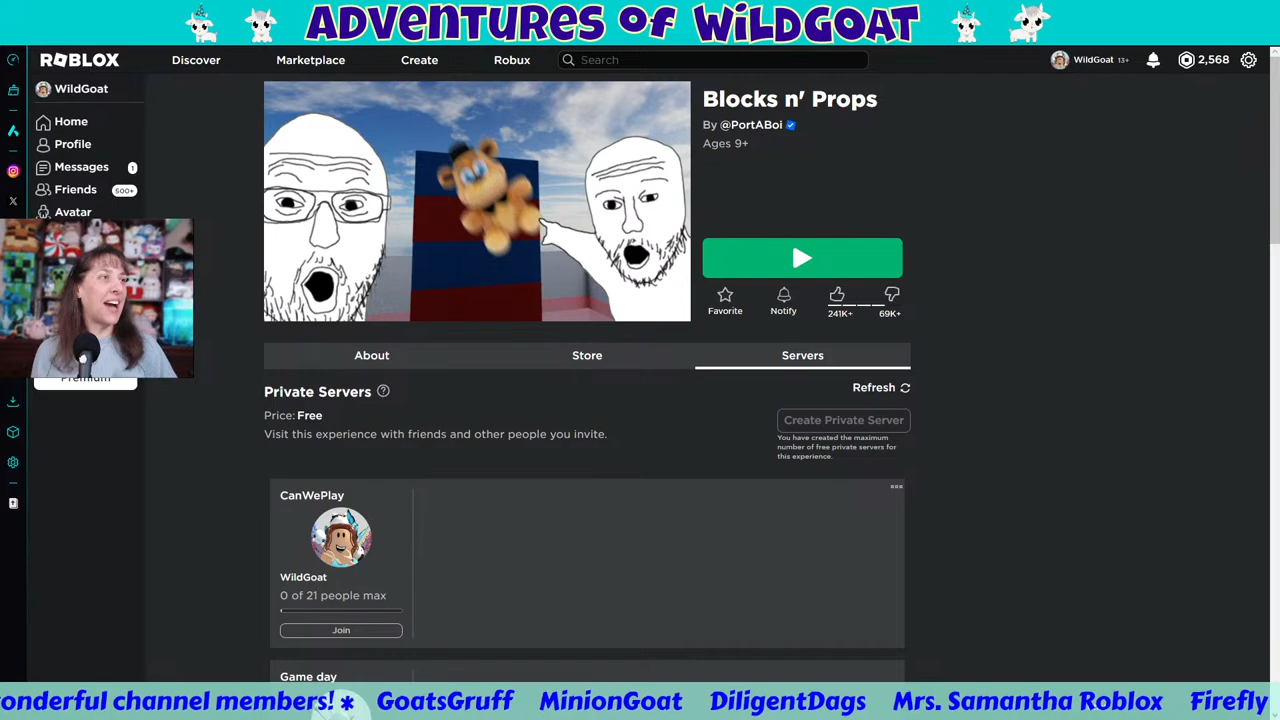 ADVENTURES OF WILDGOAT
ROBLOX Discover Marketplace Create Robux Search WildGoat 13+ 2,568
WildGoat
Home
Profile
Messages 1
Friends 500+
Avatar
Premium
Blocks n' Props
By @PortABoi
Ages 9+
Favorite Notify 241K+ 69K+
About Store Servers
Private Servers ? Refresh
Price: Free
Visit this experience with friends and other people you invite.
Create Private Server
You have created the maximum
number of free private servers for
this experience.
CanWePlay
WildGoat
0 of 21 people max
Join
Game day
wonderful channel members! * GoatsGruff MinionGoat DiligentDags Mrs. Samantha Roblox Firefly